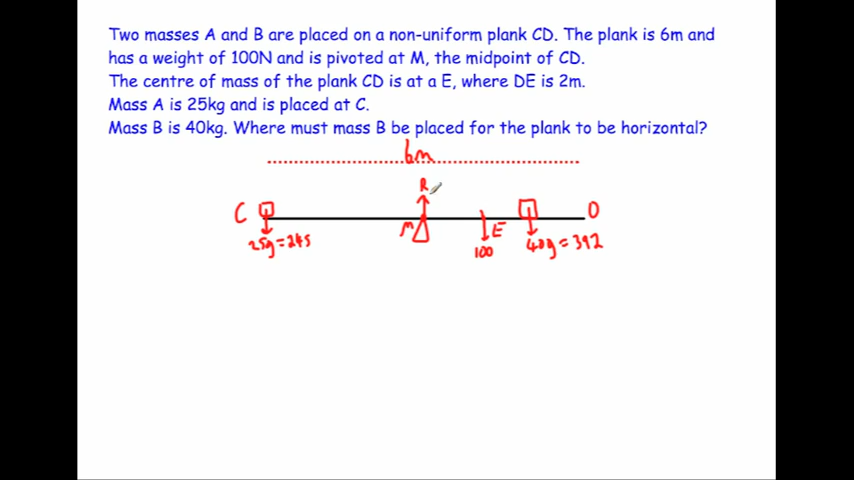 Two masses A and B are placed on a non-uniform plank CD. The plank is 6m and
has a weight of 100N and is pivoted at M, the midpoint of CD.
The centre of mass of the plank CD is at a E, where DE is 2m.
Mass A is 25kg and is placed at C.
Mass B is 40kg. Where must mass B be placed for the plank to be horizontal?
6m
R
C D
M E
25g = 245 100 40g = 392